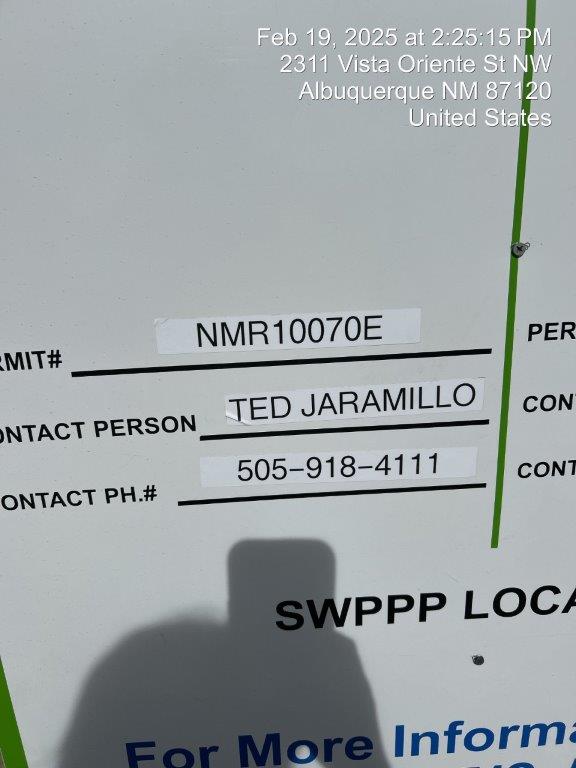 Feb 19, 2025 at 2:25:15 PM
2311 Vista Oriente St NW
Albuquerque NM 87120
United States
RMIT# NMR10070E PER
ONTACT PERSON TED JARAMILLO CONT
ONTACT PH.# 505-918-4111 CONT
SWPPP LOCA
For More Informa